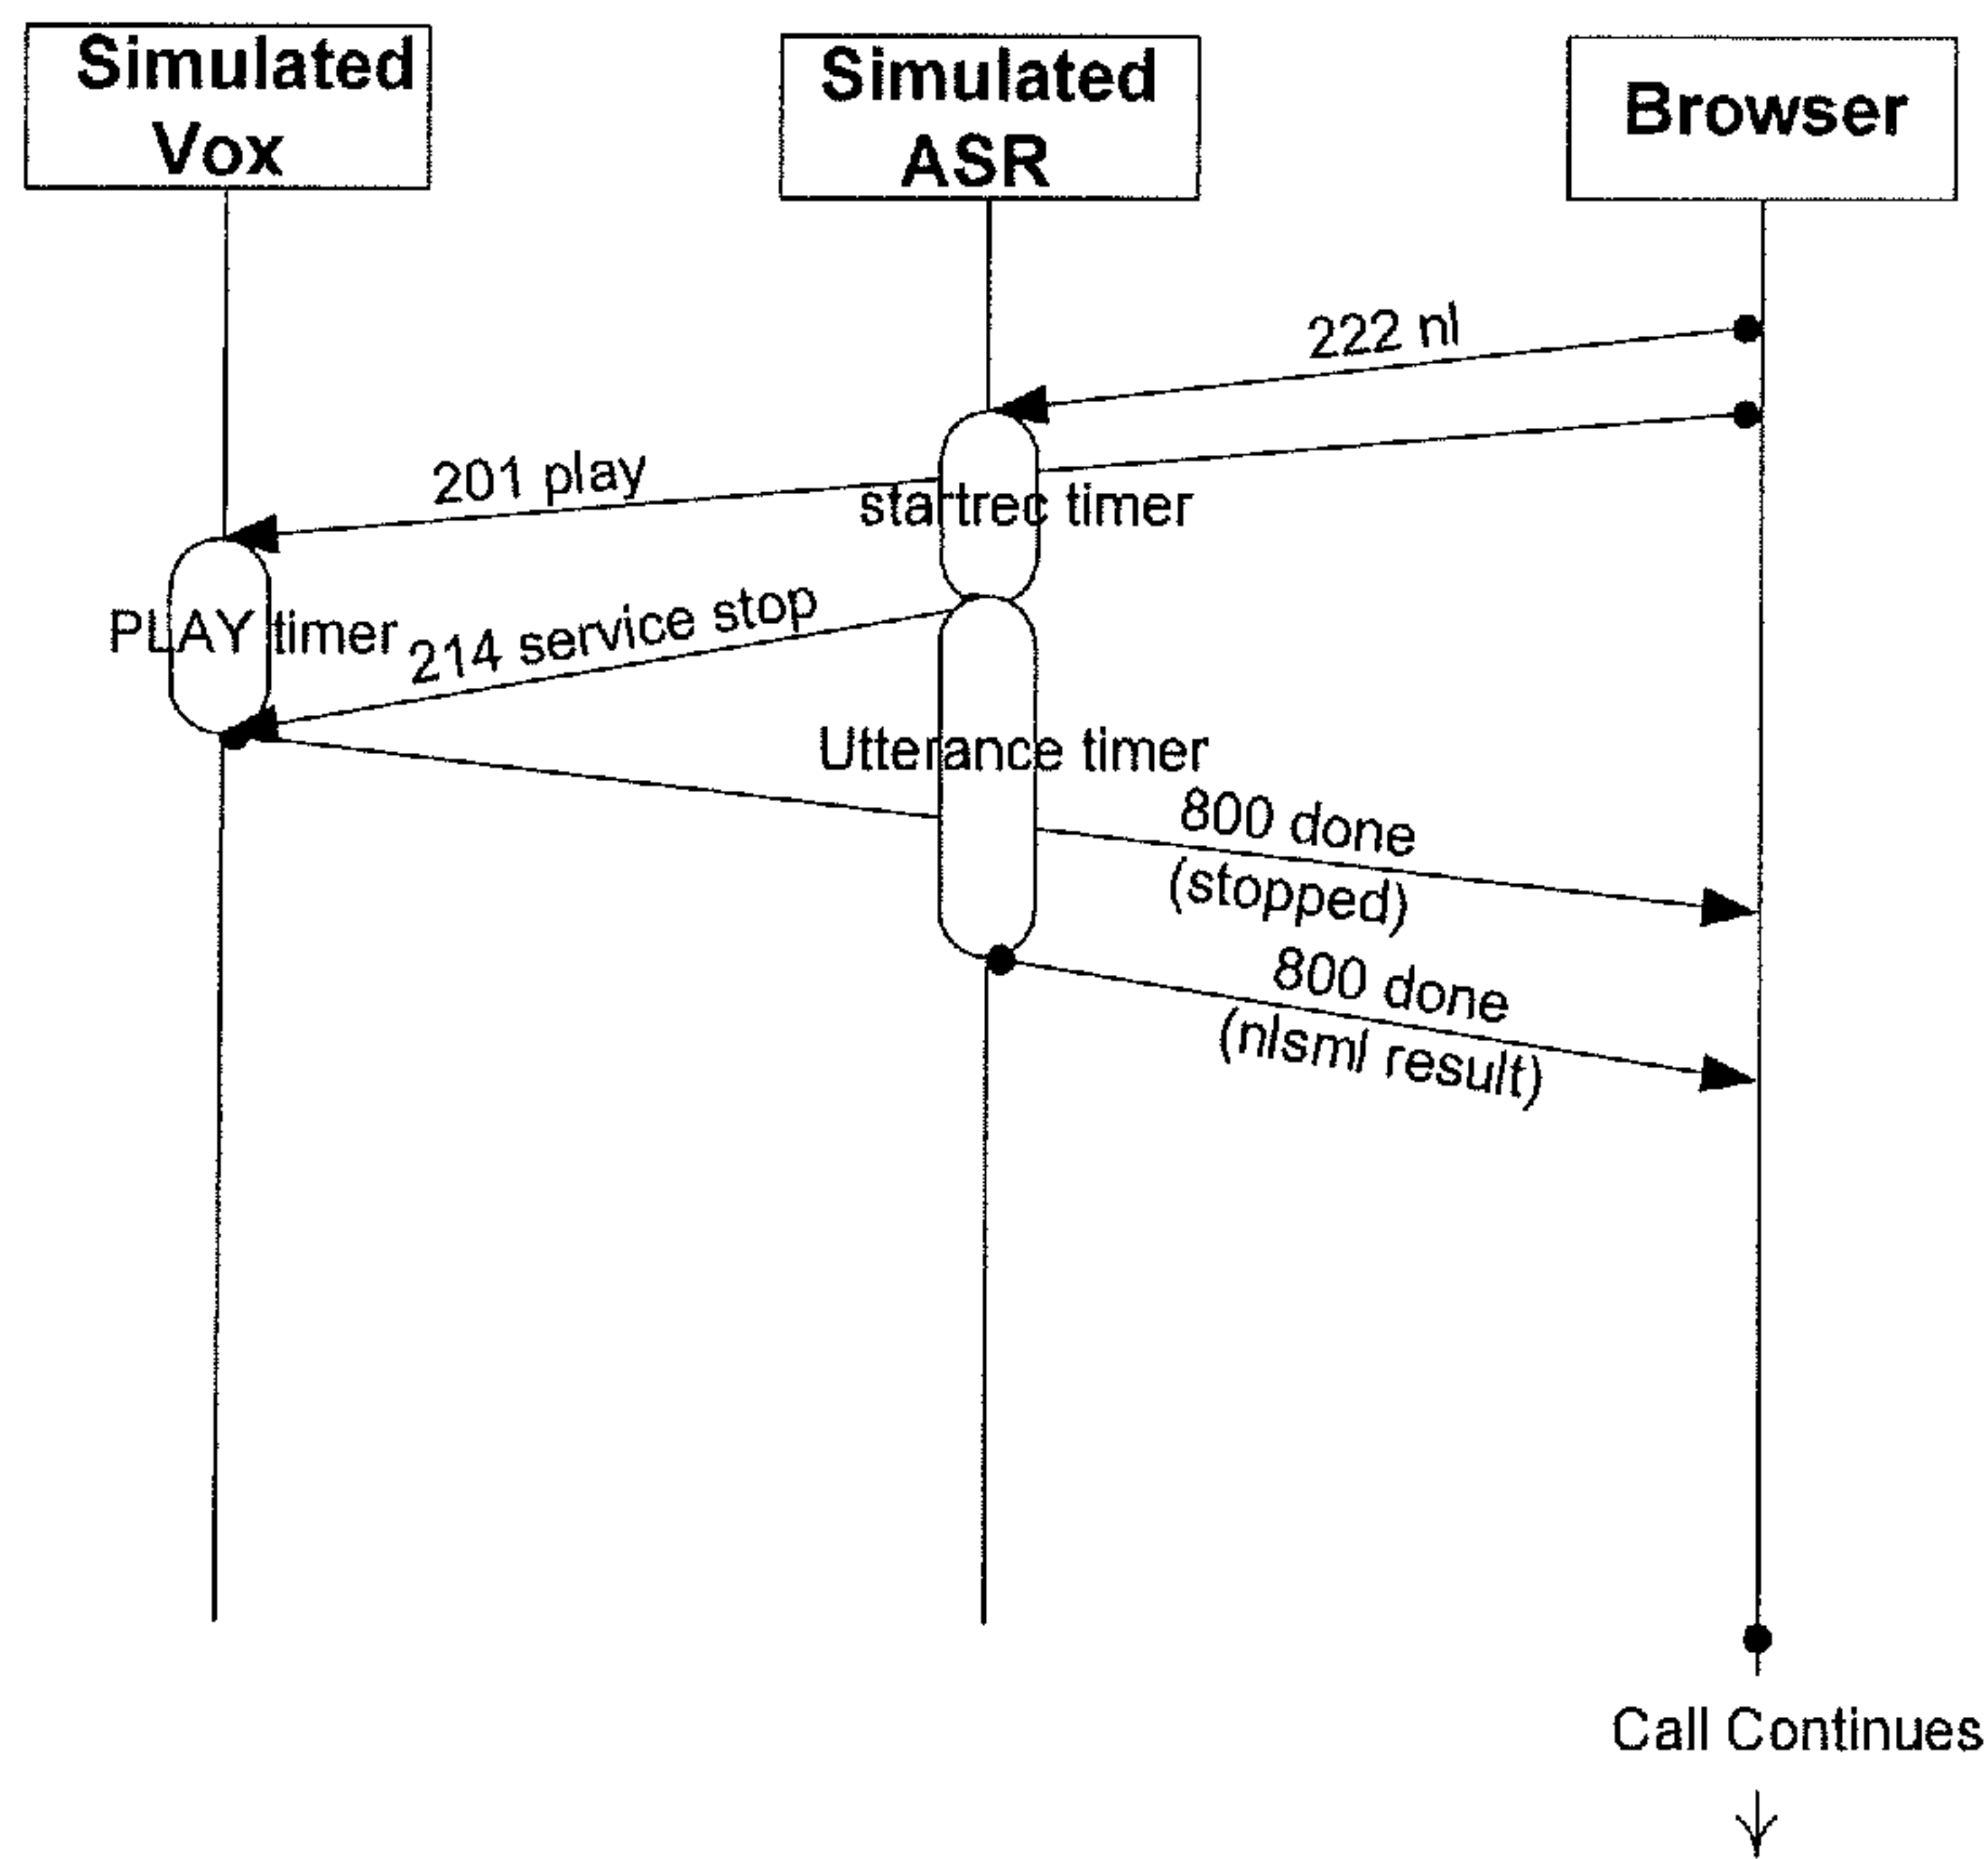 Simulated
Vox
Simulated
ASR
Browser
222 nl
201 play
startrec timer
PLAY timer
214 service stop
Utterance timer
800 done
(stopped)
800 done
(nlsml result)
Call Continues